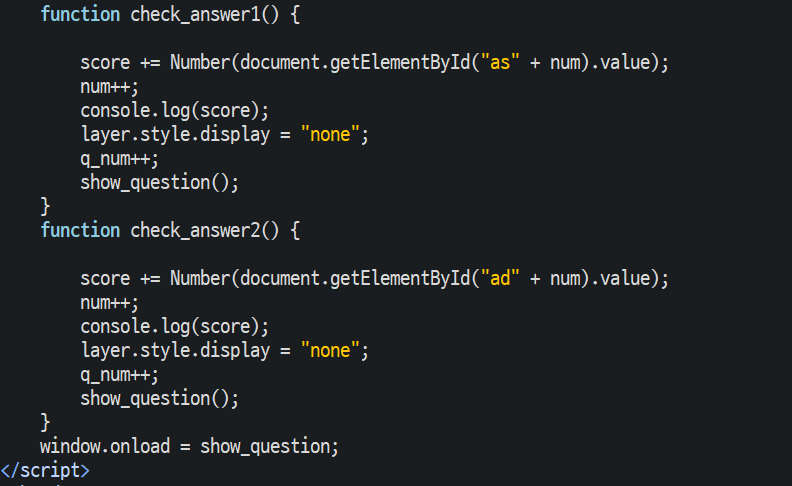 function check_answer1() {
score += Number(document.getElementById("as" + num).value);
num++;
console.log(score);
layer.style.display = "none";
q_num++;
show_question();
}
function check_answer2() {
score += Number(document.getElementById("ad" + num).value);
num++;
console.log(score);
layer.style.display = "none";
q_num++;
show_question();
}
window.onload = show_question;
</script>